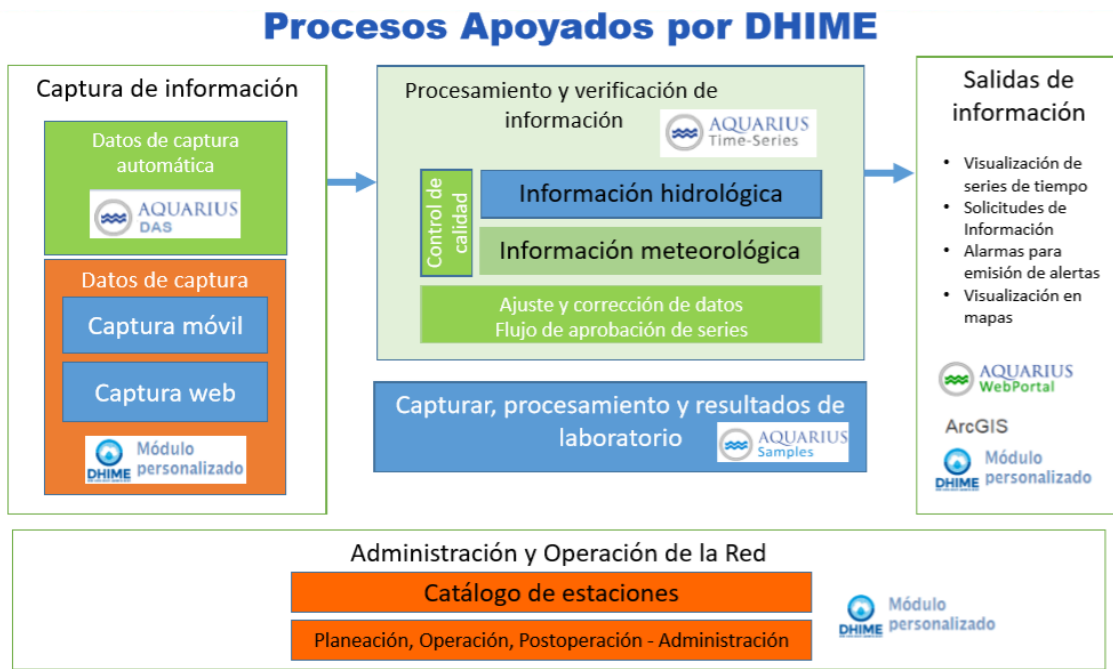 Procesos Apoyados por DHIME
Captura de información
Datos de captura
automática
AQUARIUS
DAS
Datos de captura
Captura móvil
Captura web
DHIME
Módulo
personalizado
Procesamiento y verificación de
información
AQUARIUS
Time-Series
Control de
calidad
Información hidrológica
Información meteorológica
Ajuste y corrección de datos
Flujo de aprobación de series
Capturar, procesamiento y resultados de
laboratorio
AQUARIUS
Samples
Salidas de
información
• Visualización de
series de tiempo
• Solicitudes de
Información
• Alarmas para
emisión de alertas
• Visualización en
mapas
AQUARIUS
WebPortal
ArcGIS
DHIME
Módulo
personalizado
Administración y Operación de la Red
Catálogo de estaciones
Planeación, Operación, Postoperación - Administración
DHIME
Módulo
personalizado